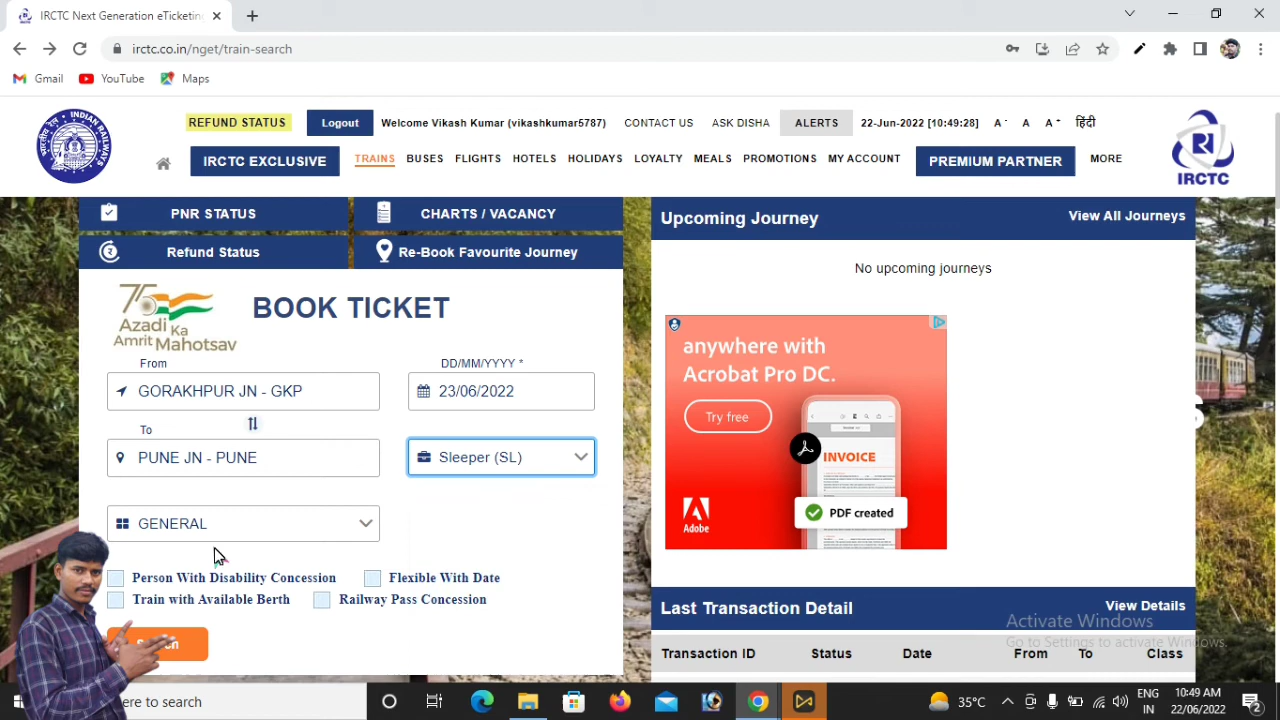 IRCTC Next Generation eTicketing
irctc.co.in/nget/train-search
Gmail YouTube Maps
INDIAN RAILWAYS
REFUND STATUS Logout Welcome Vikash Kumar (vikashkumar5787) CONTACT US ASK DISHA ALERTS 22-Jun-2022 [10:49:28] A- A A+ हिंदी
IRCTC EXCLUSIVE TRAINS BUSES FLIGHTS HOTELS HOLIDAYS LOYALTY MEALS PROMOTIONS MY ACCOUNT PREMIUM PARTNER MORE
IRCTC
PNR STATUS CHARTS / VACANCY
Refund Status Re-Book Favourite Journey
Upcoming Journey View All Journeys
No upcoming journeys
75
Azadi Ka
Amrit Mahotsav
BOOK TICKET
From DD/MM/YYYY *
GORAKHPUR JN - GKP 23/06/2022
To
PUNE JN - PUNE Sleeper (SL)
GENERAL
Person With Disability Concession Flexible With Date
Train with Available Berth Railway Pass Concession
anywhere with
Acrobat Pro DC.
Try free
INVOICE
PDF created
Adobe
Last Transaction Detail View Details
Transaction ID Status Date From To Class
Activate Windows
Go to Settings to activate Windows.
to search
35°C
ENG
IN
10:49 AM
22/06/2022
2